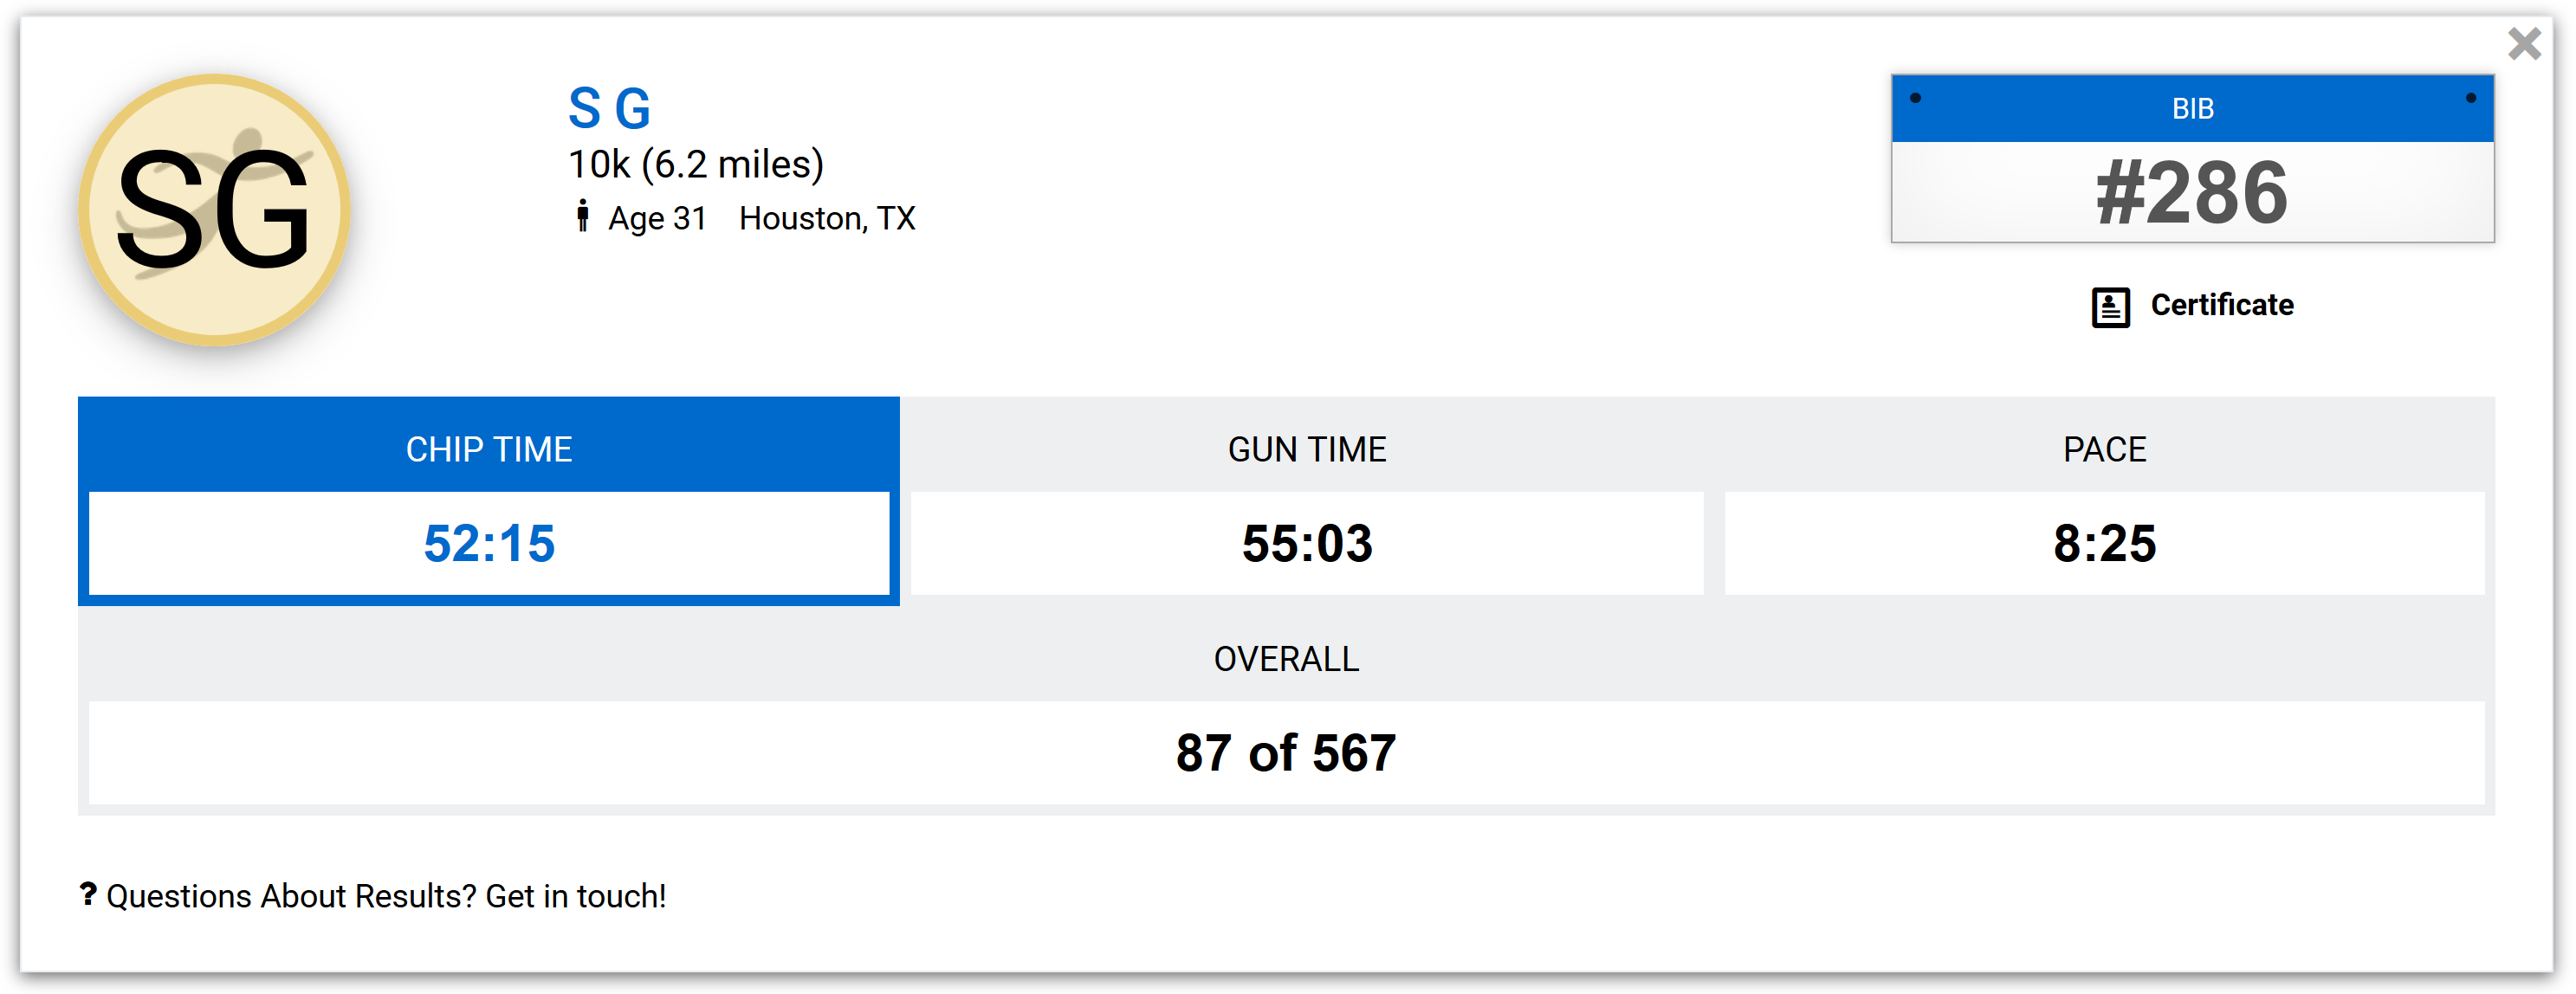 SG
S G
10k (6.2 miles)
Age 31 Houston, TX
BIB
#286
Certificate
CHIP TIME
GUN TIME
PACE
52:15
55:03
8:25
OVERALL
87 of 567
? Questions About Results? Get in touch!